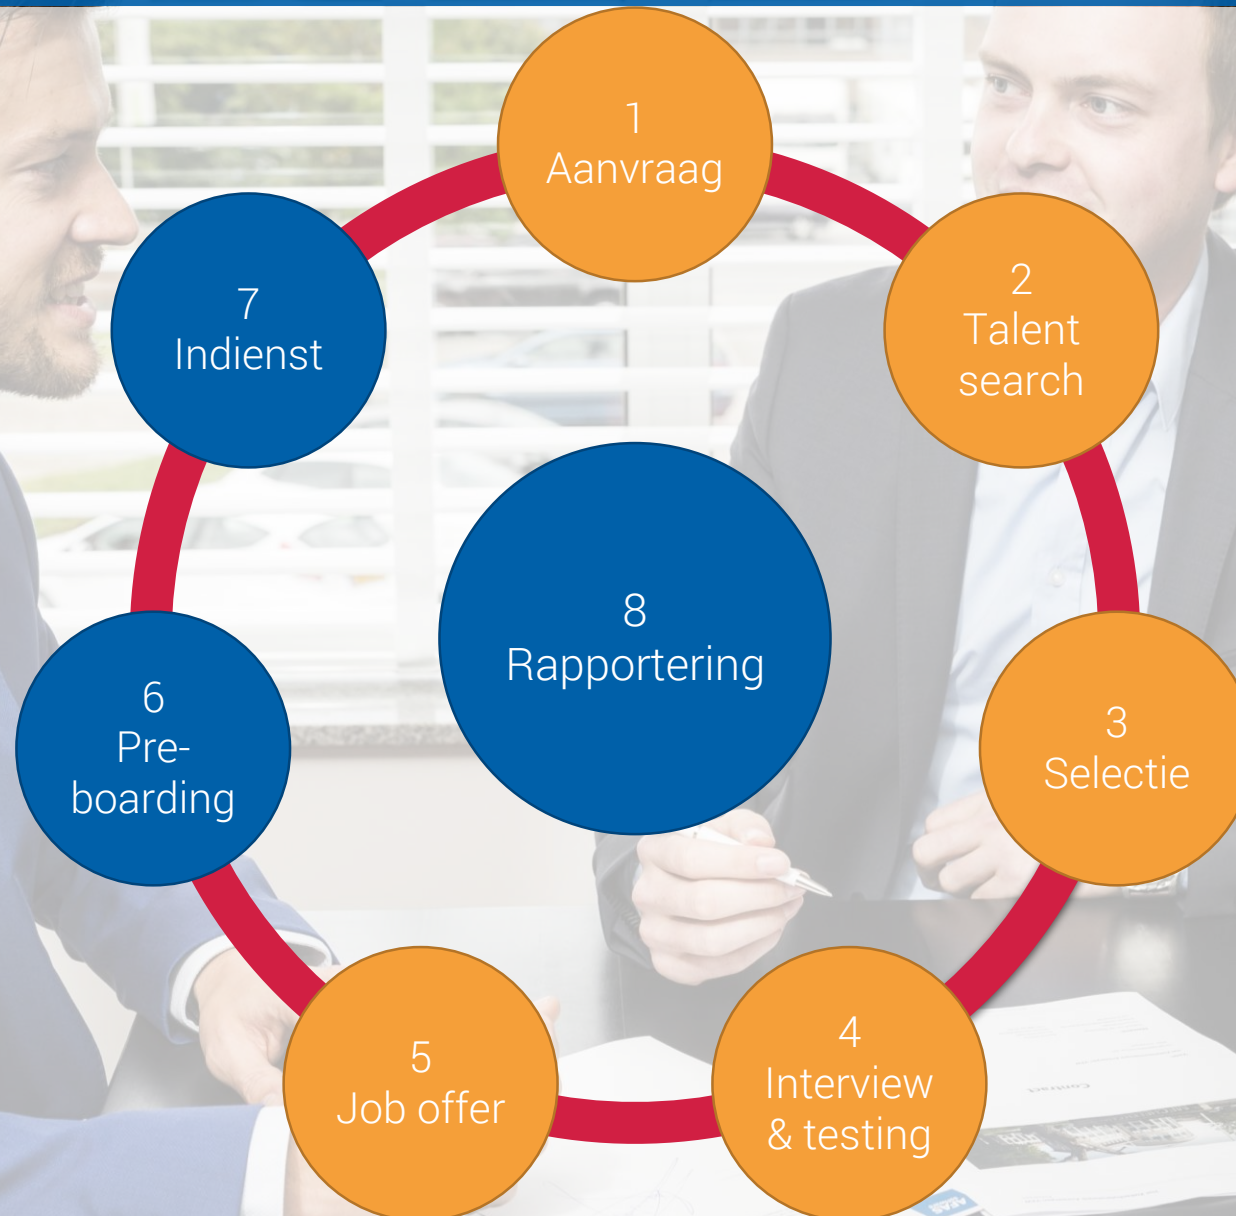 1
Aanvraag
2
Talent
search
3
Selectie
4
Interview
& testing
5
Job offer
6
Pre-
boarding
7
Indienst
8
Rapportering
Contract